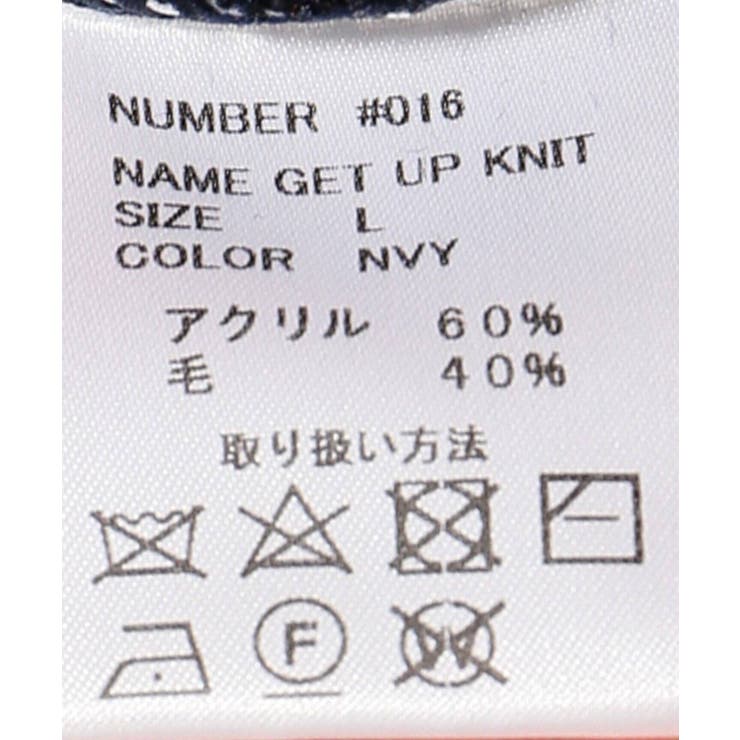 NUMBER #016
NAME GET UP KNIT
SIZE L
COLOR NVY
アクリル 60%
毛 40%
取り扱い方法
F
W